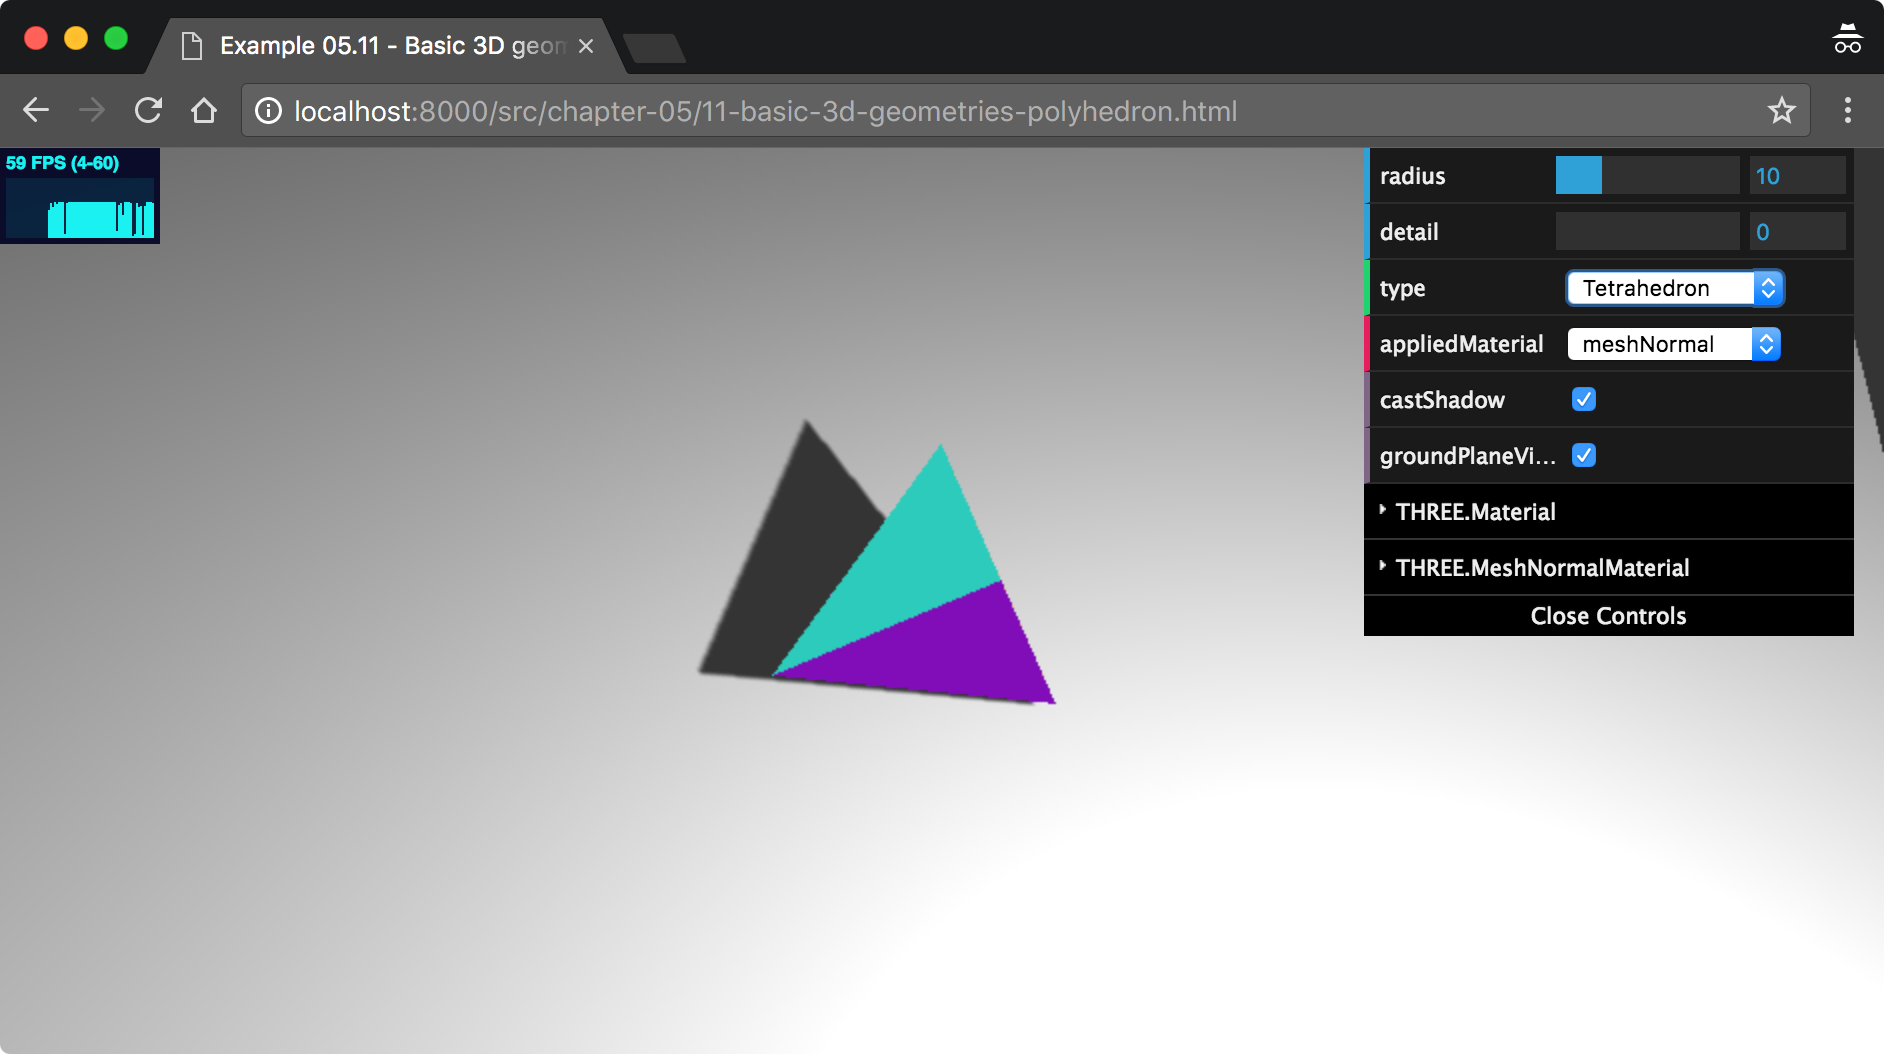 Example 05.11 - Basic 3D geom
localhost:8000/src/chapter-05/11-basic-3d-geometries-polyhedron.html
59 FPS (4-60)
radius 10
detail 0
type Tetrahedron
appliedMaterial meshNormal
castShadow
groundPlaneVi...
THREE.Material
THREE.MeshNormalMaterial
Close Controls